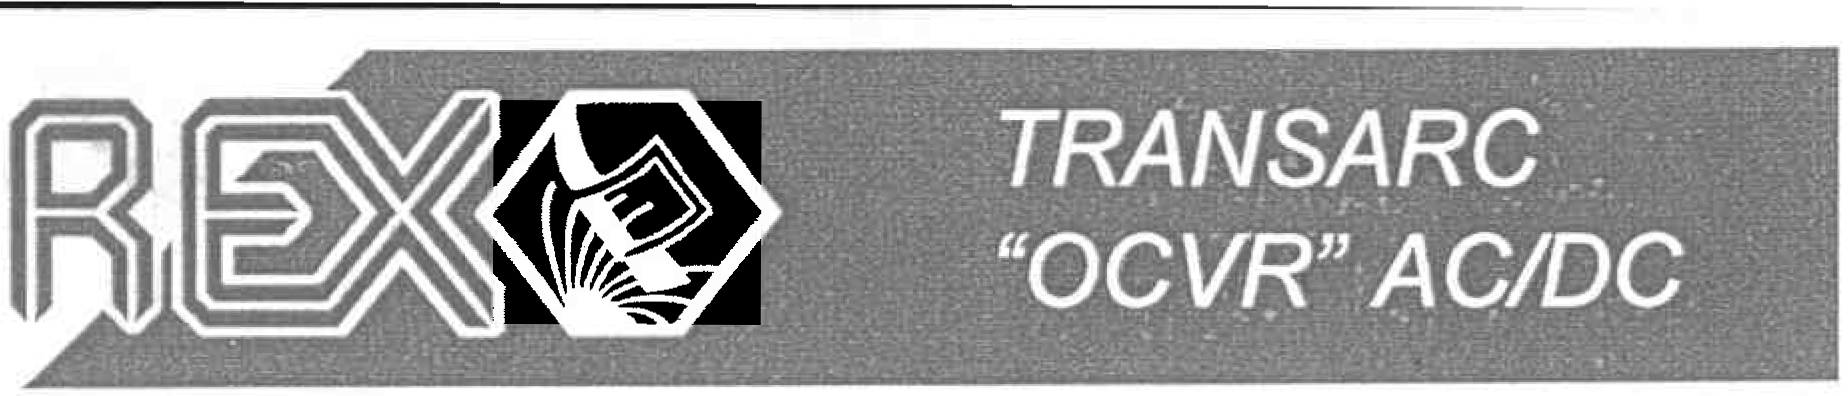 REX
TRANSARC
“OCVR” AC/DC